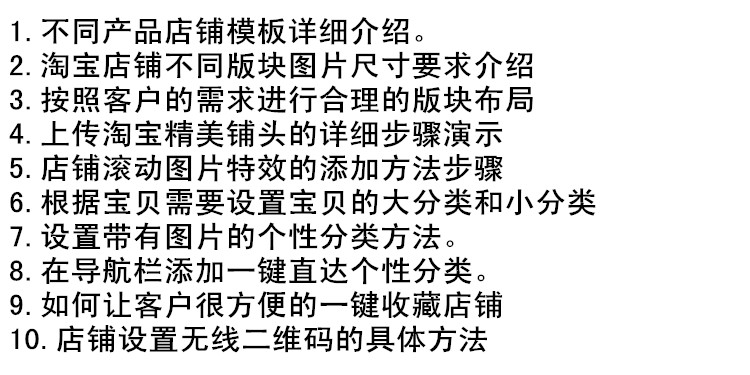 1. 不同产品店铺模板详细介绍。
2. 淘宝店铺不同版块图片尺寸要求介绍
3. 按照客户的需求进行合理的版块布局
4. 上传淘宝精美铺头的详细步骤演示
5. 店铺滚动图片特效的添加方法步骤
6. 根据宝贝需要设置宝贝的大分类和小分类
7. 设置带有图片的个性分类方法。
8. 在导航栏添加一键直达个性分类。
9. 如何让客户很方便的一键收藏店铺
10. 店铺设置无线二维码的具体方法